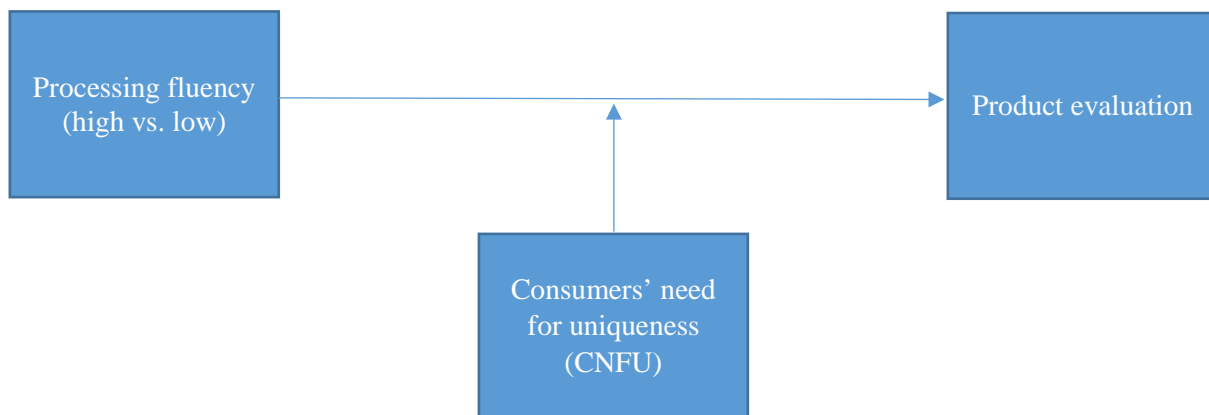 Processing fluency
(high vs. low)
Product evaluation
Consumers’ need
for uniqueness
(CNFU)